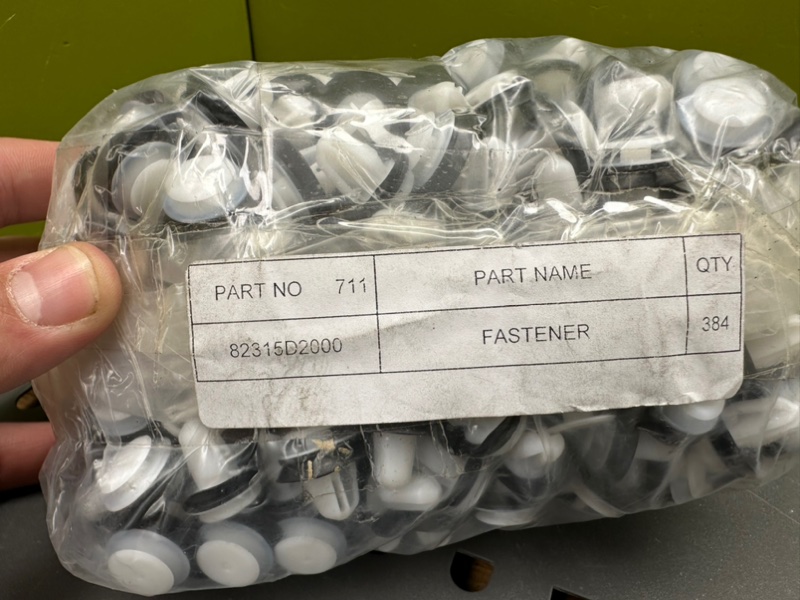 PART NO 711 PART NAME QTY
82315D2000 FASTENER 384